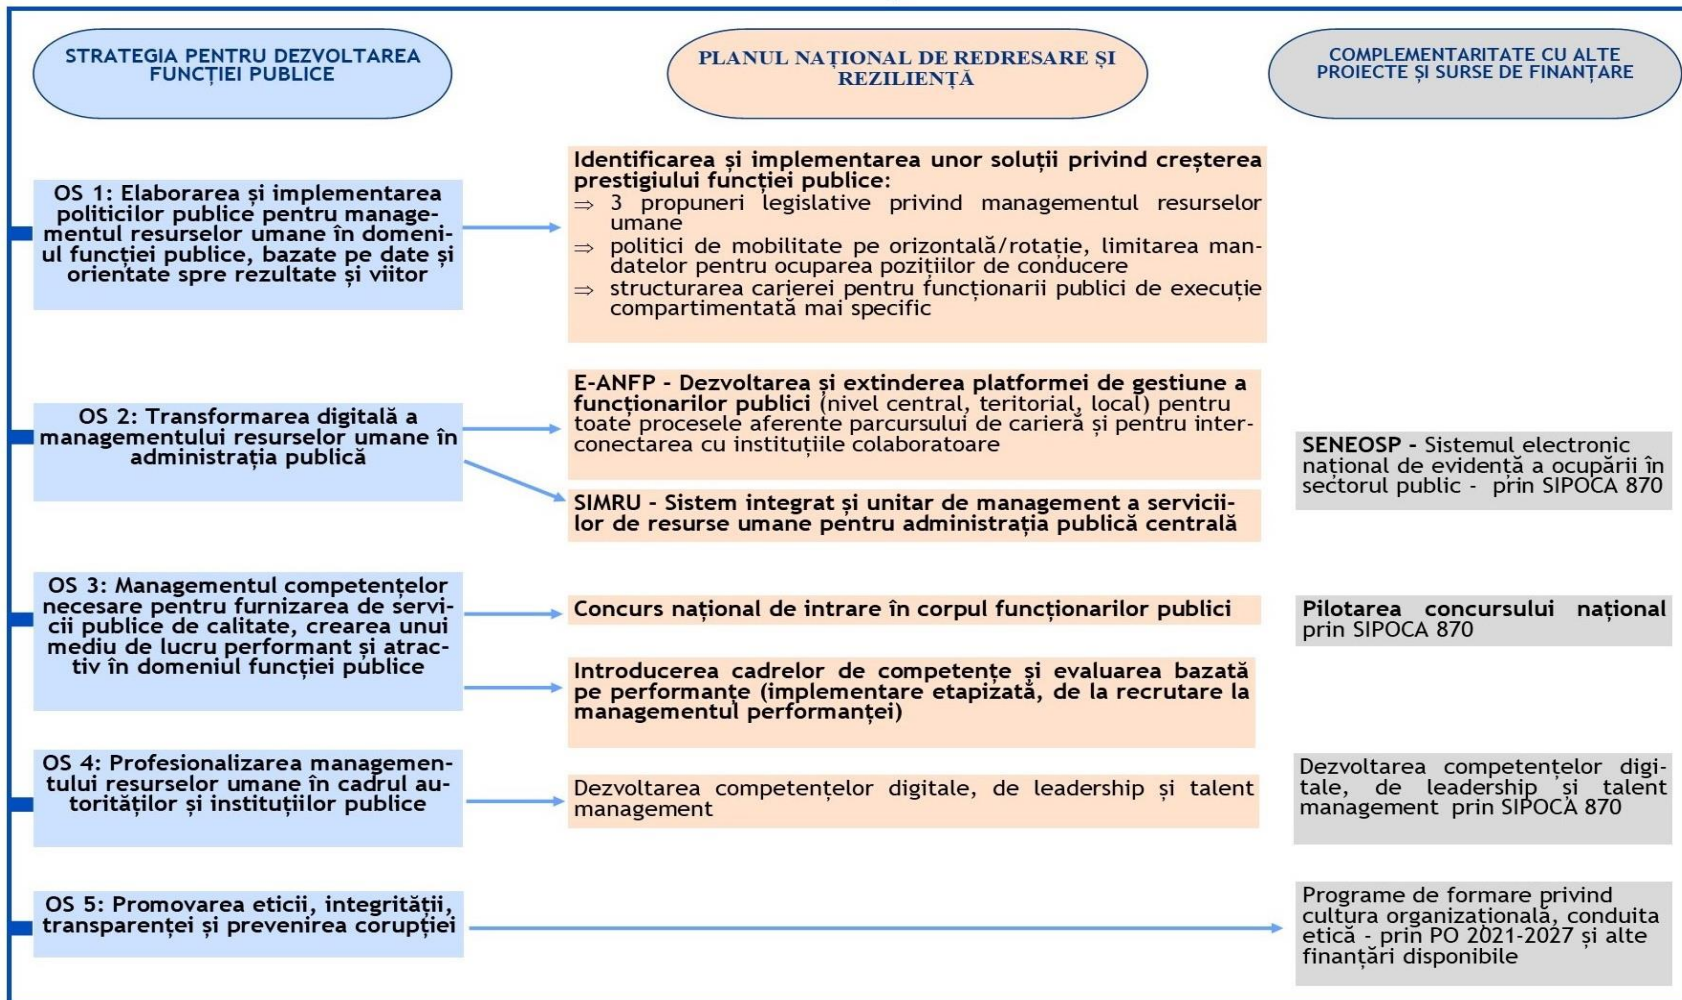 STRATEGIA PENTRU DEZVOLTAREA
FUNCȚIEI PUBLICE
PLANUL NAȚIONAL DE REDRESARE ȘI
REZILIENȚĂ
COMPLEMENTARITATE CU ALTE
PROIECTE ȘI SURSE DE FINANȚARE
OS 1: Elaborarea și implementarea
politicilor publice pentru manage-
mentul resurselor umane în domeni-
ul funcției publice, bazate pe date și
orientate spre rezultate și viitor
Identificarea și implementarea unor soluții privind creșterea
prestigiului funcției publice:
⇒ 3 propuneri legislative privind managementul resurselor
umane
⇒ politici de mobilitate pe orizontală/rotație, limitarea man-
datelor pentru ocuparea pozițiilor de conducere
⇒ structurarea carierei pentru funcționarii publici de execuție
compartimentată mai specific
OS 2: Transformarea digitală a
managementului resurselor umane în
administrația publică
E-ANFP - Dezvoltarea și extinderea platformei de gestiune a
funcționarilor publici (nivel central, teritorial, local) pentru
toate procesele aferente parcursului de carieră și pentru inter-
conectarea cu instituțiile colaboratoare
SIMRU - Sistem integrat și unitar de management a servicii-
lor de resurse umane pentru administrația publică centrală
SENEOSP - Sistemul electronic
național de evidență a ocupării în
sectorul public - prin SIPOCA 870
OS 3: Managementul competențelor
necesare pentru furnizarea de servi-
cii publice de calitate, crearea unui
mediu de lucru performant și atrac-
tiv în domeniul funcției publice
Concurs național de intrare în corpul funcționarilor publici
Pilotarea concursului național
prin SIPOCA 870
Introducerea cadrelor de competențe și evaluarea bazată
pe performanțe (implementare etapizată, de la recrutare la
managementul performanței)
OS 4: Profesionalizarea managemen-
tului resurselor umane în cadrul au-
torităților și instituțiilor publice
Dezvoltarea competențelor digitale, de leadership și talent
management
Dezvoltarea competențelor digi-
tale, de leadership și talent
management prin SIPOCA 870
OS 5: Promovarea eticii, integrității,
transparenței și prevenirea corupției
Programe de formare privind
cultura organizațională, conduita
etică - prin PO 2021-2027 și alte
finanțări disponibile